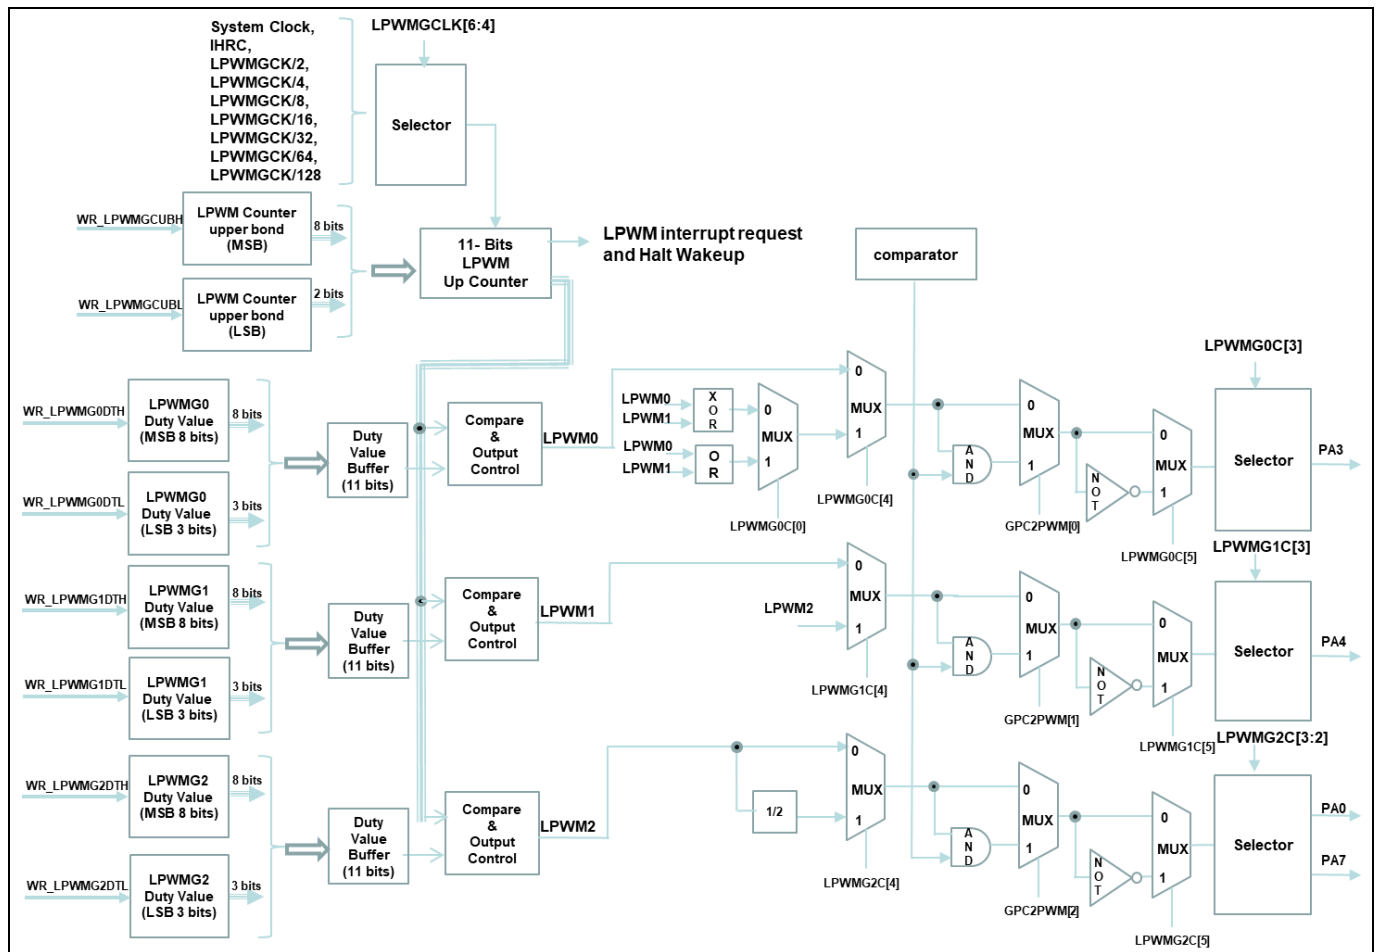 System Clock,
IHRC,
LPWMGCK/2,
LPWMGCK/4,
LPWMGCK/8,
LPWMGCK/16,
LPWMGCK/32,
LPWMGCK/64,
LPWMGCK/128
LPWMGCLK[6:4]
Selector
WR_LPWMGCUBH
LPWM Counter
upper bond
(MSB)
8 bits
WR_LPWMGCUBL
LPWM Counter
upper bond
(LSB)
2 bits
11- Bits
LPWM
Up Counter
LPWM interrupt request
and Halt Wakeup
comparator
WR_LPWMG0DTH
LPWMG0
Duty Value
(MSB 8 bits)
8 bits
WR_LPWMG0DTL
LPWMG0
Duty Value
(LSB 3 bits)
3 bits
Duty
Value
Buffer
(11 bits)
Compare
&
Output
Control
LPWM0
LPWM0
LPWM1
X
O
R
LPWM0
LPWM1
O
R
0
MUX
1
LPWMG0C[0]
0
MUX
1
LPWMG0C[4]
A
N
D
0
MUX
1
GPC2PWM[0]
N
O
T
0
MUX
1
LPWMG0C[5]
LPWMG0C[3]
Selector
PA3
WR_LPWMG1DTH
LPWMG1
Duty Value
(MSB 8 bits)
8 bits
WR_LPWMG1DTL
LPWMG1
Duty Value
(LSB 3 bits)
3 bits
Duty
Value
Buffer
(11 bits)
Compare
&
Output
Control
LPWM1
LPWM2
0
MUX
1
LPWMG1C[4]
A
N
D
0
MUX
1
GPC2PWM[1]
N
O
T
0
MUX
1
LPWMG1C[5]
LPWMG1C[3]
Selector
PA4
WR_LPWMG2DTH
LPWMG2
Duty Value
(MSB 8 bits)
8 bits
WR_LPWMG2DTL
LPWMG2
Duty Value
(LSB 3 bits)
3 bits
Duty
Value
Buffer
(11 bits)
Compare
&
Output
Control
LPWM2
1/2
0
MUX
1
LPWMG2C[4]
A
N
D
0
MUX
1
GPC2PWM[2]
N
O
T
0
MUX
1
LPWMG2C[5]
LPWMG2C[3:2]
Selector
PA0
PA7